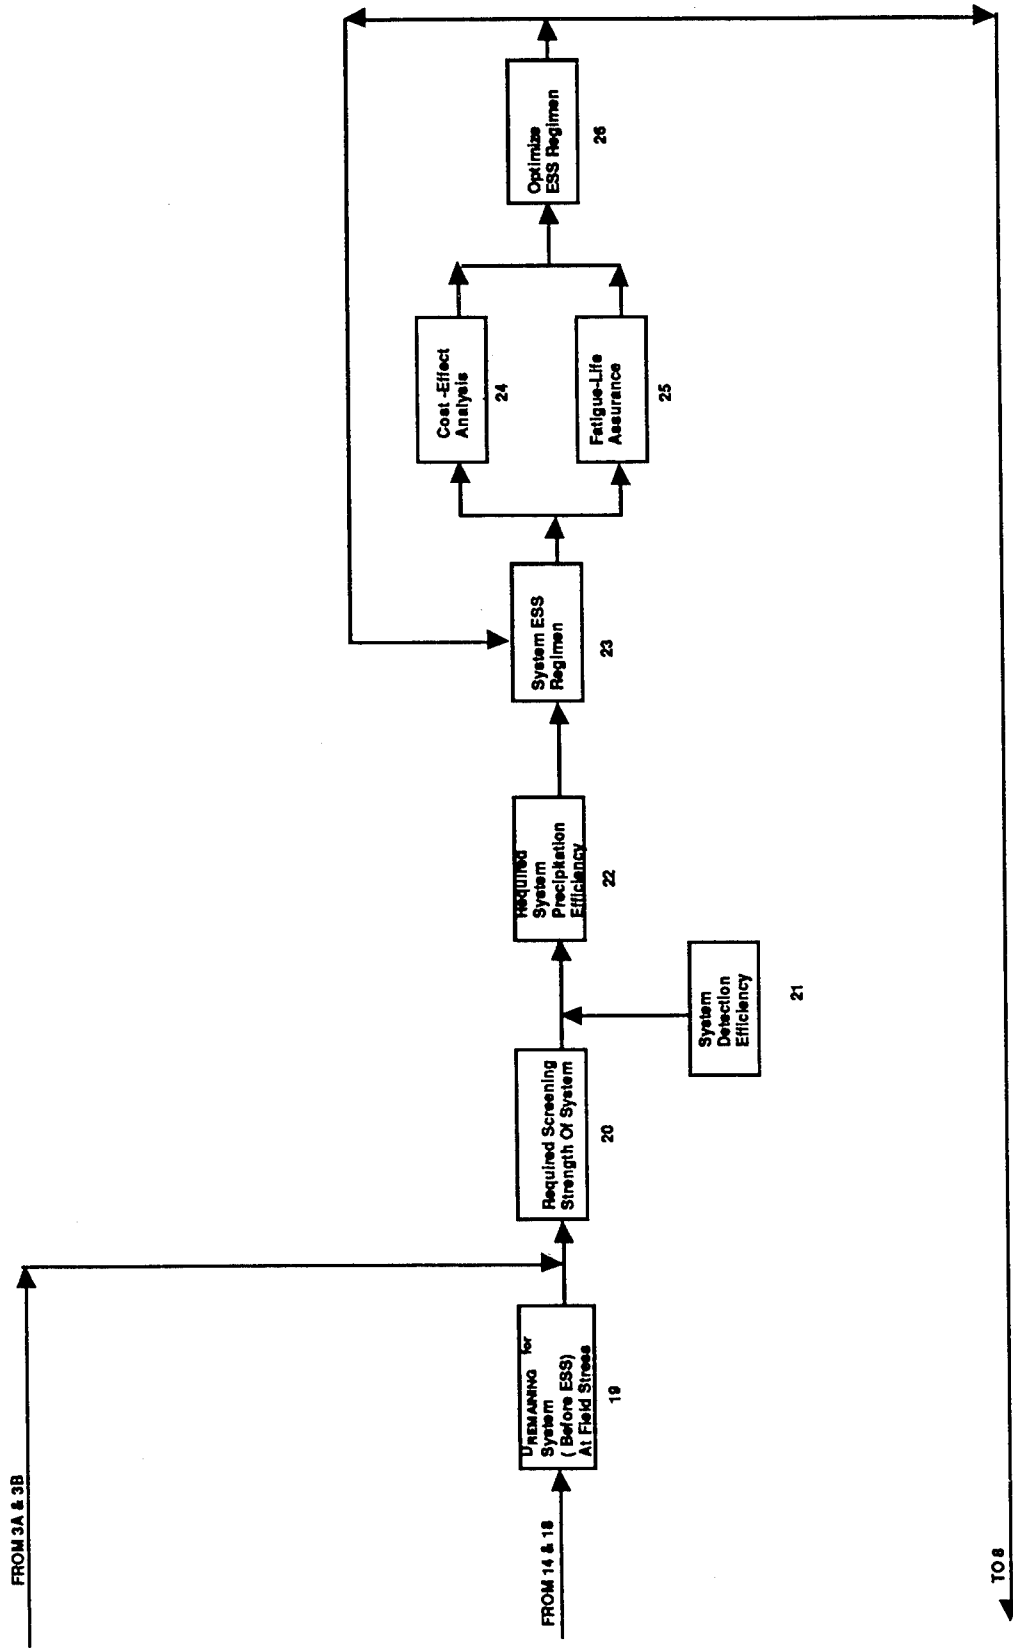 FROM 3A & 3B
FROM 14 & 18
D REMAINING for
System
( Before ESS)
At Field Stress
19
Required Screening
Strength Of System
20
System
Detection
Efficiency
21
Required
System
Precipitation
Efficiency
22
System ESS
Regimen
23
Cost -Effect
Analysis
24
Fatigue-Life
Assurance
25
Optimize
ESS Regimen
26
TO 8